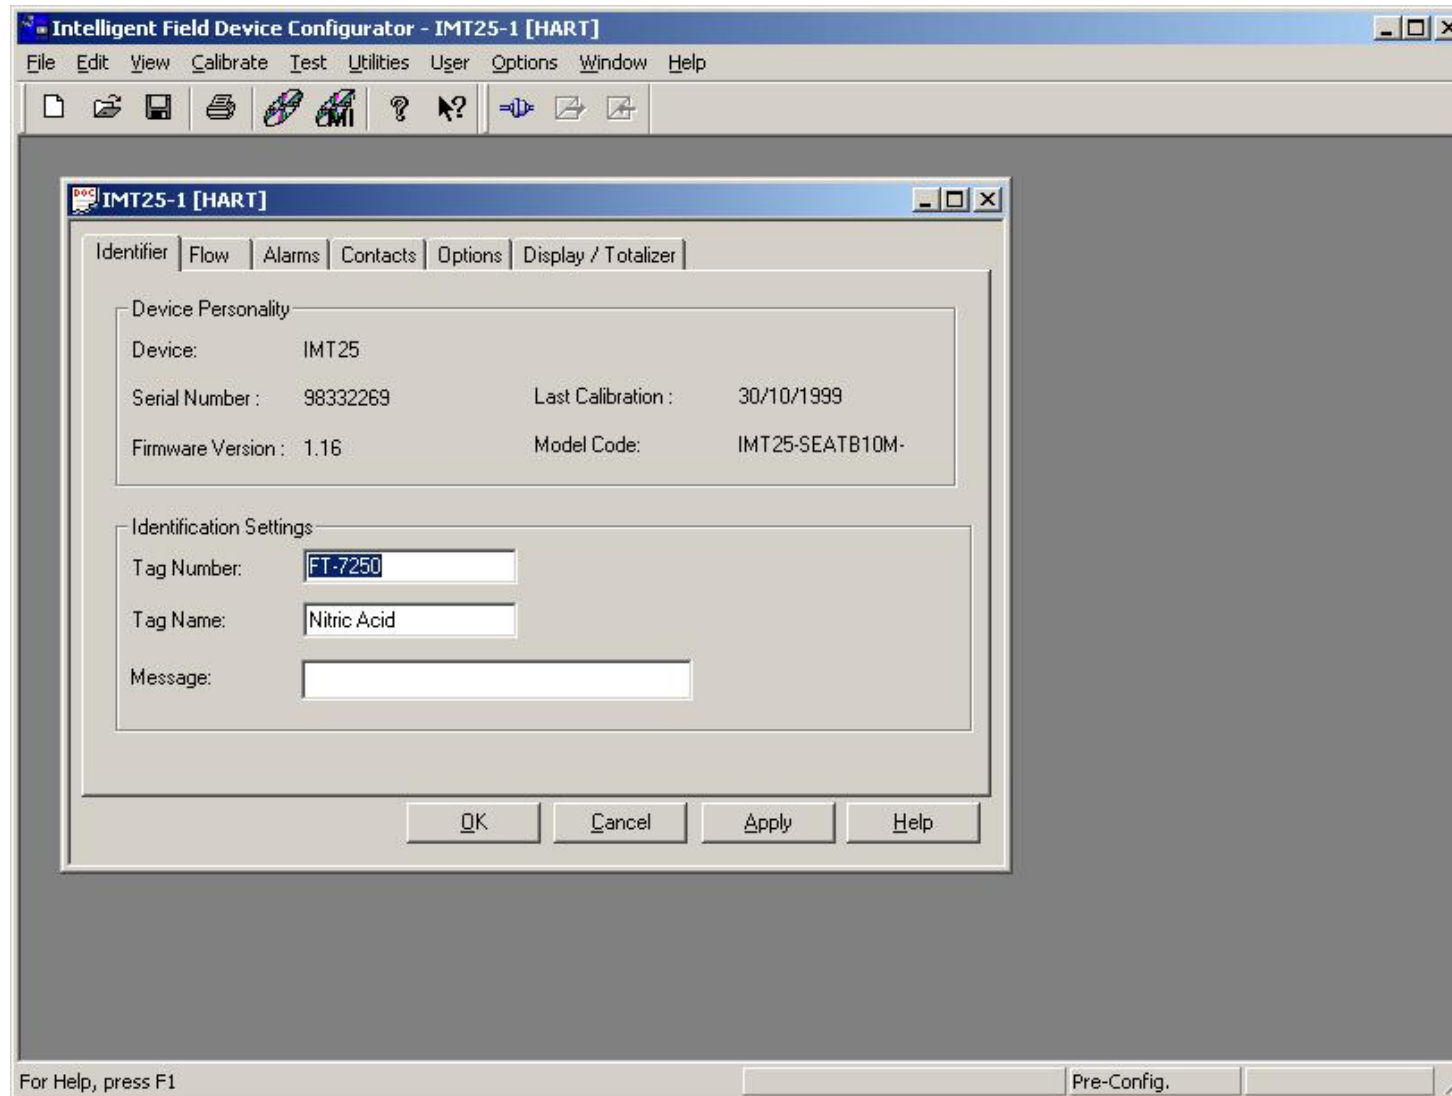 Intelligent Field Device Configurator - IMT25-1 [HART]
File Edit View Calibrate Test Utilities User Options Window Help
MI ? ?
DOC IMT25-1 [HART]
Identifier Flow Alarms Contacts Options Display / Totalizer
Device Personality
Device: IMT25
Serial Number : 98332269 Last Calibration : 30/10/1999
Firmware Version : 1.16 Model Code: IMT25-SEATB10M-
Identification Settings
Tag Number: FT-7250
Tag Name: Nitric Acid
Message:
OK Cancel Apply Help
For Help, press F1 Pre-Config.